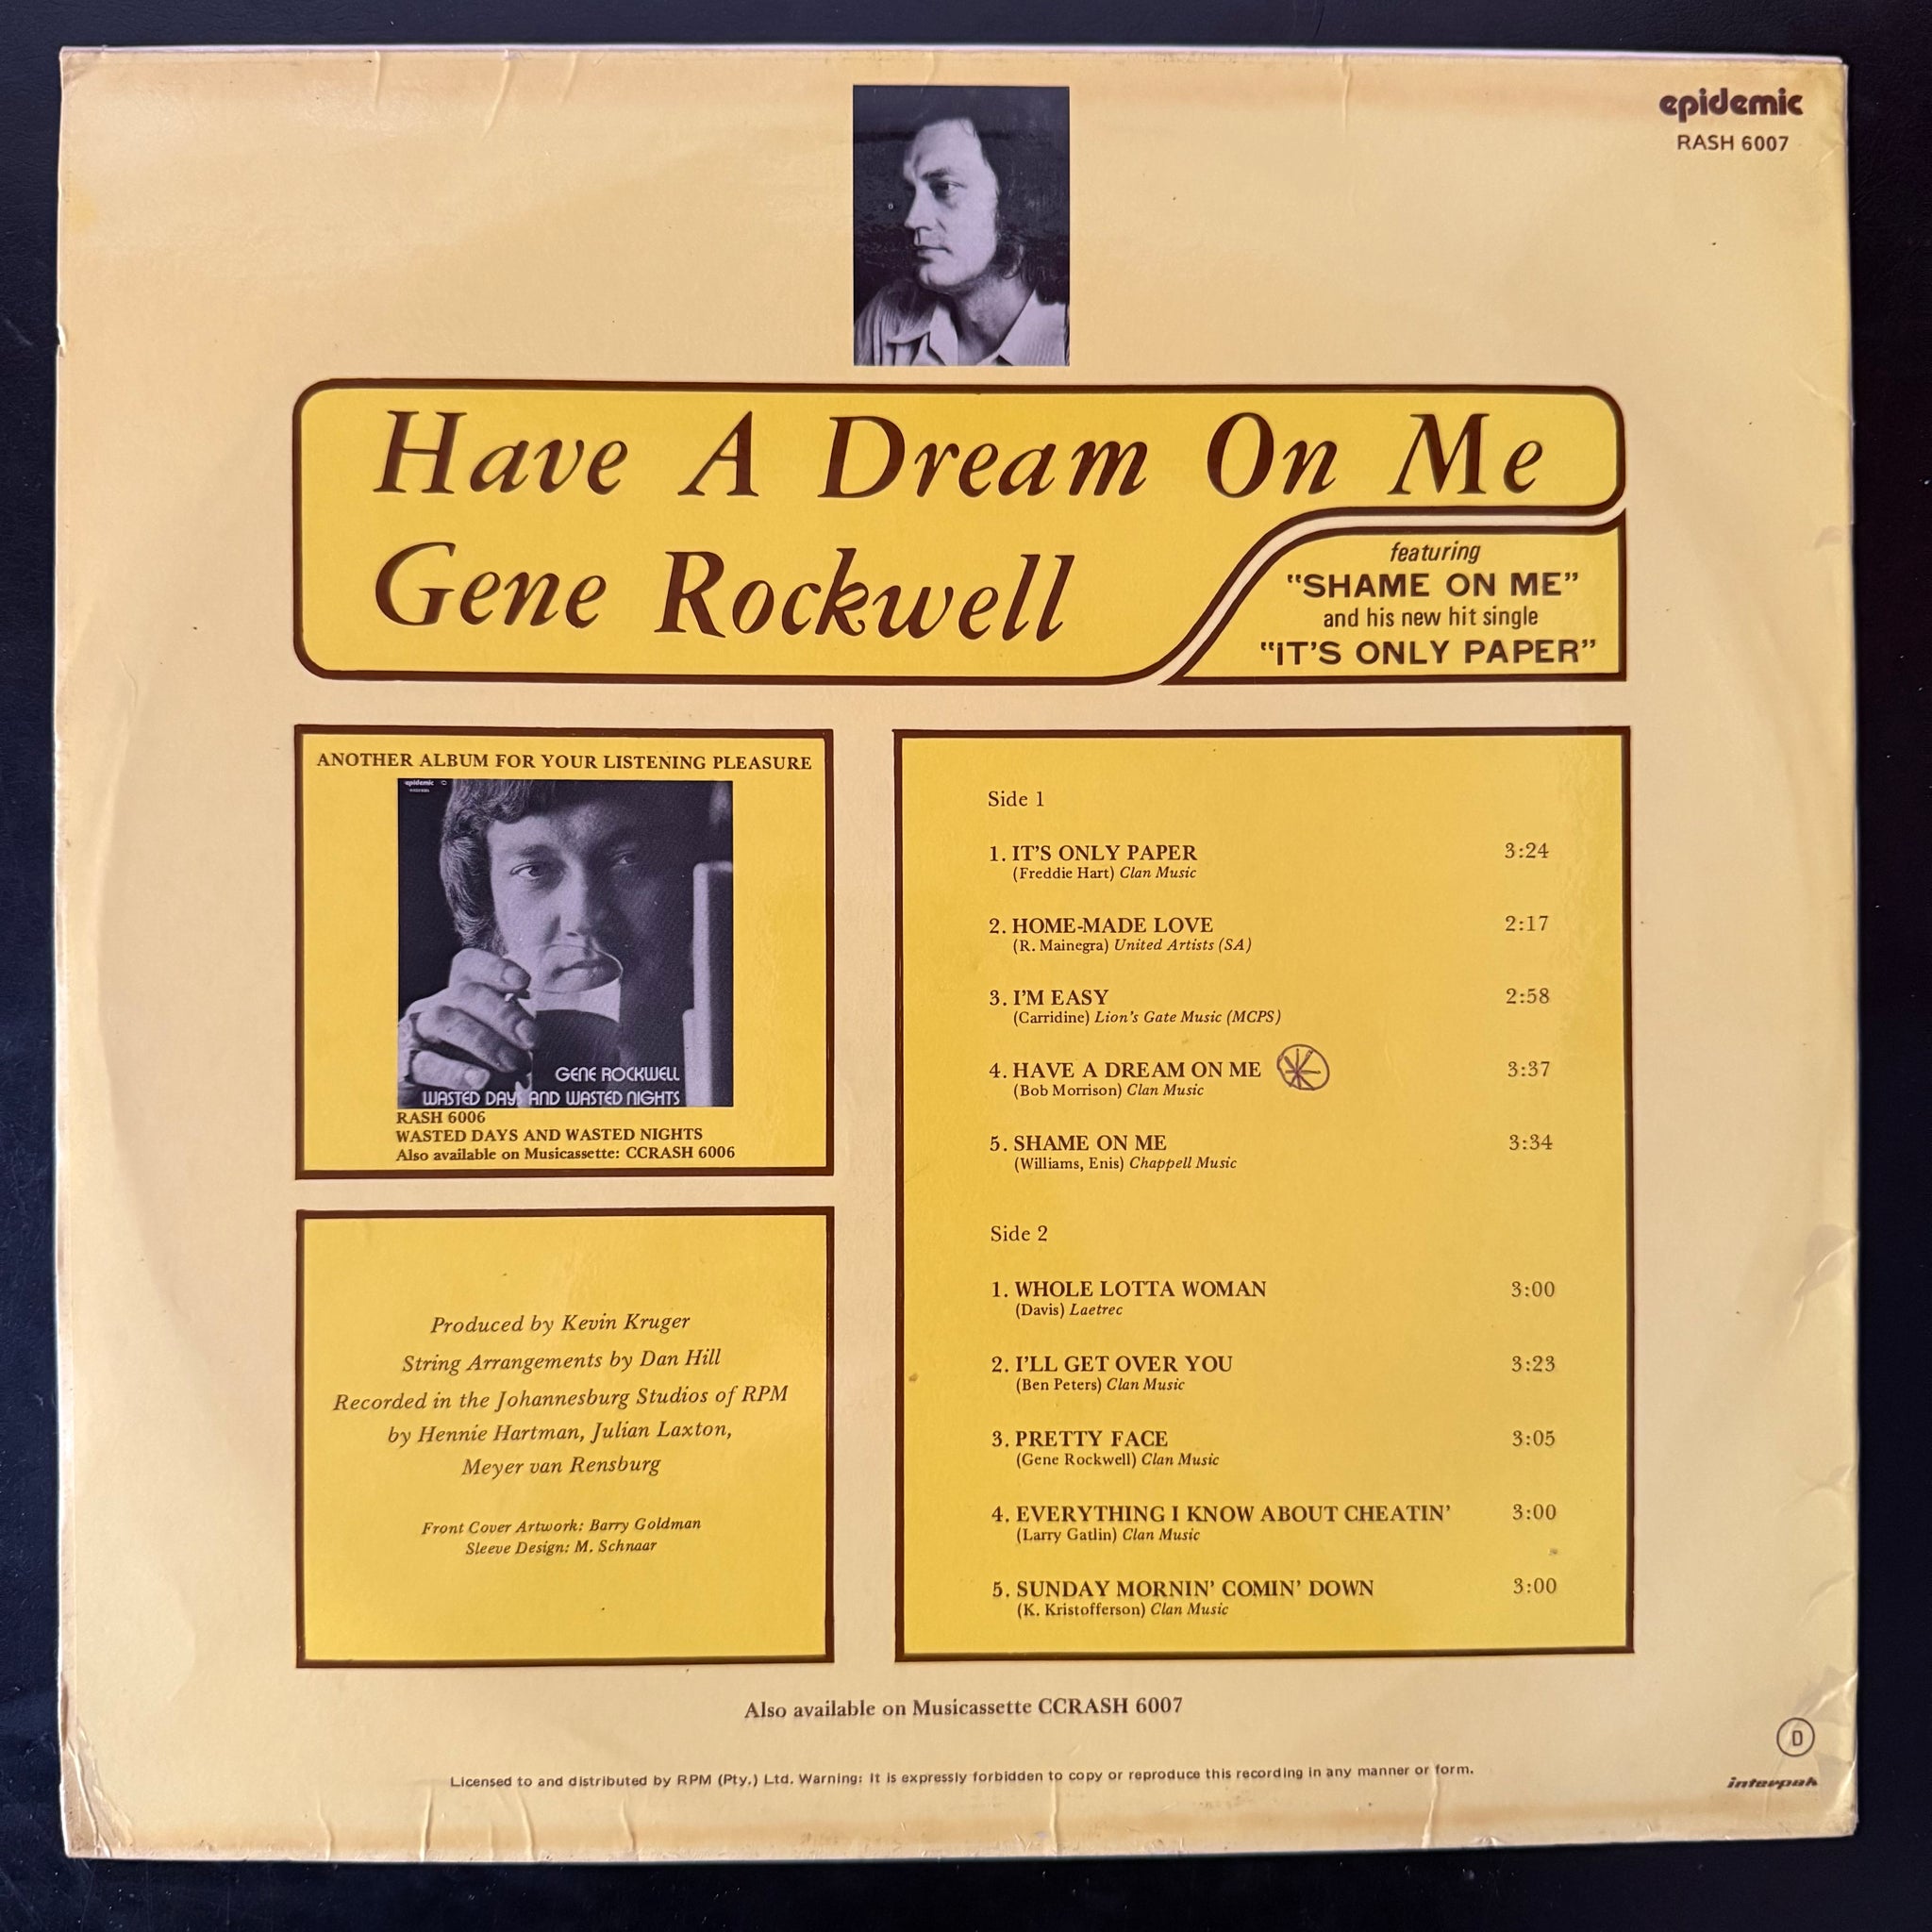 epidemic
RASH 6007
Have A Dream On Me
Gene Rockwell
featuring
"SHAME ON ME"
and his new hit single
"IT'S ONLY PAPER"
ANOTHER ALBUM FOR YOUR LISTENING PLEASURE
epidemic
GENE ROCKWELL
WASTED DAYS AND WASTED NIGHTS
RASH 6006
WASTED DAYS AND WASTED NIGHTS
Also available on Musicassette: CCRASH 6006
Produced by Kevin Kruger
String Arrangements by Dan Hill
Recorded in the Johannesburg Studios of RPM
by Hennie Hartman, Julian Laxton,
Meyer van Rensburg
Front Cover Artwork: Barry Goldman
Sleeve Design: M. Schnaar
Side 1
1. IT'S ONLY PAPER 3:24
(Freddie Hart) Clan Music
2. HOME-MADE LOVE 2:17
(R. Mainegra) United Artists (SA)
3. I'M EASY 2:58
(Carridine) Lion's Gate Music (MCPS)
4. HAVE A DREAM ON ME 3:37
(Bob Morrison) Clan Music
5. SHAME ON ME 3:34
(Williams, Enis) Chappell Music
Side 2
1. WHOLE LOTTA WOMAN 3:00
(Davis) Laetrec
2. I'LL GET OVER YOU 3:23
(Ben Peters) Clan Music
3. PRETTY FACE 3:05
(Gene Rockwell) Clan Music
4. EVERYTHING I KNOW ABOUT CHEATIN' 3:00
(Larry Gatlin) Clan Music
5. SUNDAY MORNIN' COMIN' DOWN 3:00
(K. Kristofferson) Clan Music
Also available on Musicassette CCRASH 6007
D
interpak
Licensed to and distributed by RPM (Pty.) Ltd. Warning: It is expressly forbidden to copy or reproduce this recording in any manner or form.